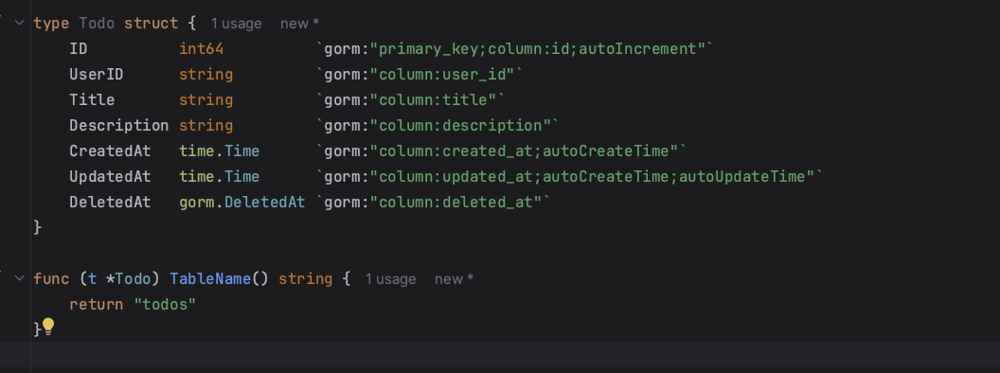 type Todo struct { 1 usage new *
ID int64 `gorm:"primary_key;column:id;autoIncrement"`
UserID string `gorm:"column:user_id"`
Title string `gorm:"column:title"`
Description string `gorm:"column:description"`
CreatedAt time.Time `gorm:"column:created_at;autoCreateTime"`
UpdatedAt time.Time `gorm:"column:updated_at;autoCreateTime;autoUpdateTime"`
DeletedAt gorm.DeletedAt `gorm:"column:deleted_at"`
}
func (t *Todo) TableName() string { 1 usage new *
return "todos"
}